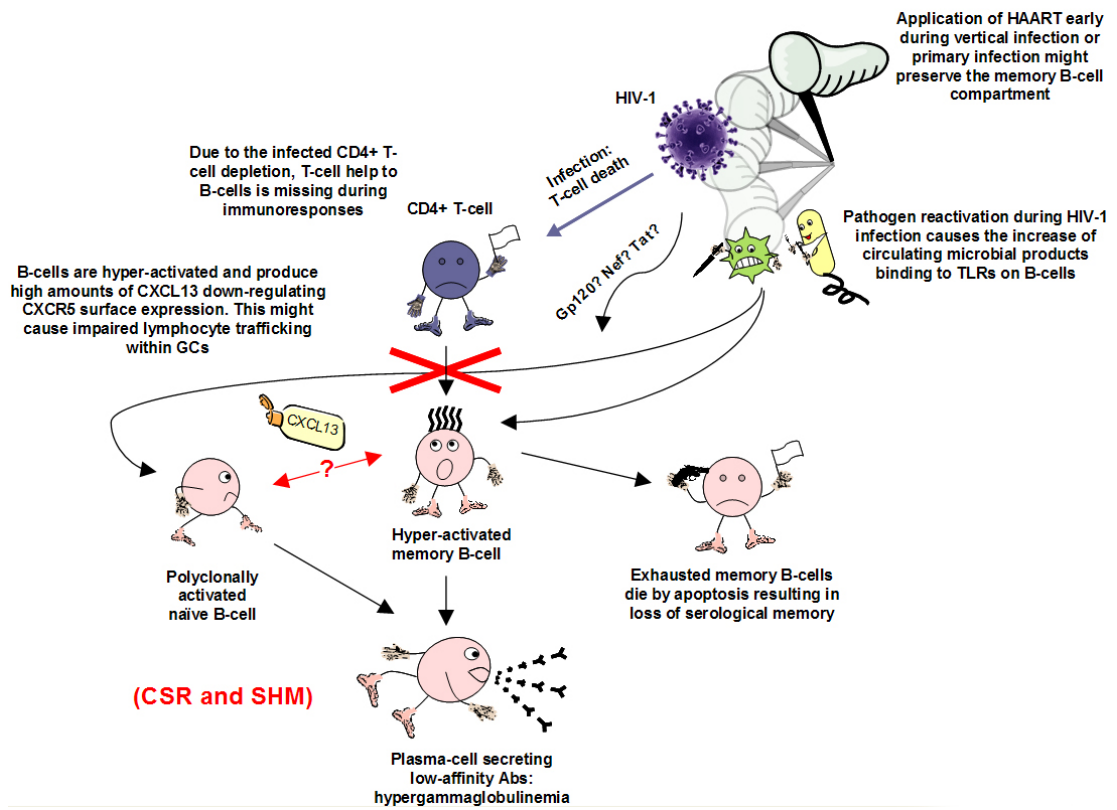 Application of HAART early
during vertical infection or
primary infection might
preserve the memory B-cell
compartment
HIV-1
Due to the infected CD4+ T-
cell depletion, T-cell help to
B-cells is missing during
immunoresponses
Infection:
T-cell death
CD4+ T-cell
Pathogen reactivation during HIV-1
infection causes the increase of
circulating microbial products
binding to TLRs on B-cells
B-cells are hyper-activated and produce
high amounts of CXCL13 down-regulating
CXCR5 surface expression. This might
cause impaired lymphocyte trafficking
within GCs
Gp120? Nef? Tat?
CXCL13
?
Hyper-activated
memory B-cell
Polyclonally
activated
naïve B-cell
Exhausted memory B-cells
die by apoptosis resulting in
loss of serological memory
(CSR and SHM)
Plasma-cell secreting
low-affinity Abs:
hypergammaglobulinemia